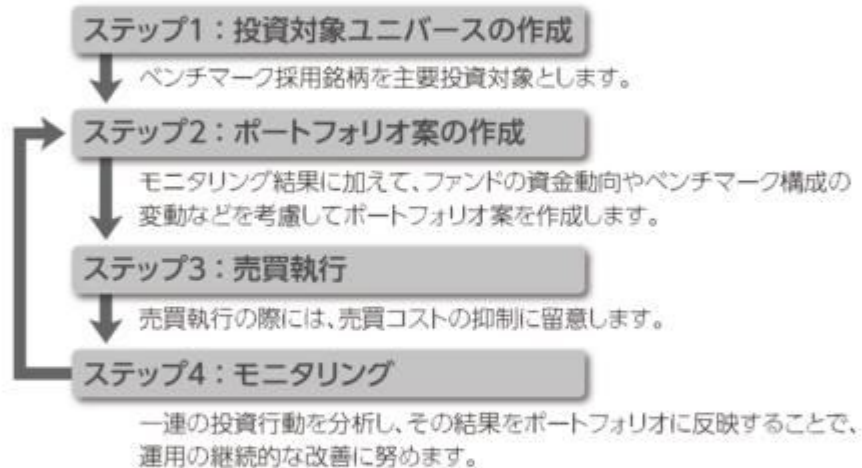 ステップ1：投資対象ユニバースの作成
ベンチマーク採用銘柄を主要投資対象とします。
ステップ2：ポートフォリオ案の作成
モニタリング結果に加えて、ファンドの資金動向やベンチマーク構成の
変動などを考慮してポートフォリオ案を作成します。
ステップ3：売買執行
売買執行の際には、売買コストの抑制に留意します。
ステップ4：モニタリング
一連の投資行動を分析し、その結果をポートフォリオに反映することで、
運用の継続的な改善に努めます。